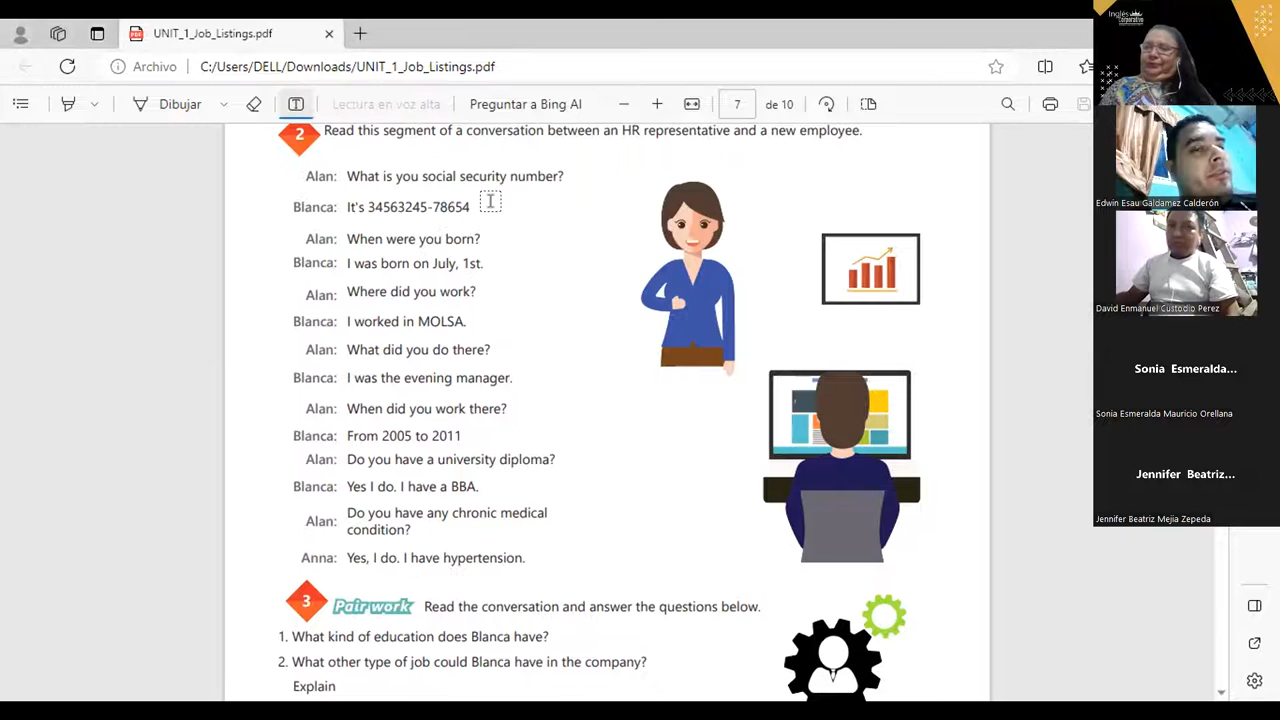 UNIT_1_Job_Listings.pdf
Archivo
C:/Users/DELL/Downloads/UNIT_1_Job_Listings.pdf
Dibujar
Lectura en voz alta
Preguntar a Bing AI
7
de 10
2
Read this segment of a conversation between an HR representative and a new employee.
Alan: What is you social security number?
Blanca: It's 34563245-78654
Alan: When were you born?
Blanca: I was born on July, 1st.
Alan: Where did you work?
Blanca: I worked in MOLSA.
Alan: What did you do there?
Blanca: I was the evening manager.
Alan: When did you work there?
Blanca: From 2005 to 2011
Alan: Do you have a university diploma?
Blanca: Yes I do. I have a BBA.
Alan: Do you have any chronic medical
condition?
Anna: Yes, I do. I have hypertension.
3
Pair work
Read the conversation and answer the questions below.
1. What kind of education does Blanca have?
2. What other type of job could Blanca have in the company?
Explain
Inglés
Corporativo
Edwin Esau Galdamez Calderón
David Enmanuel Custodio Perez
Sonia Esmeralda...
Sonia Esmeralda Mauricio Orellana
Jennifer Beatriz...
Jennifer Beatriz Mejia Zepeda